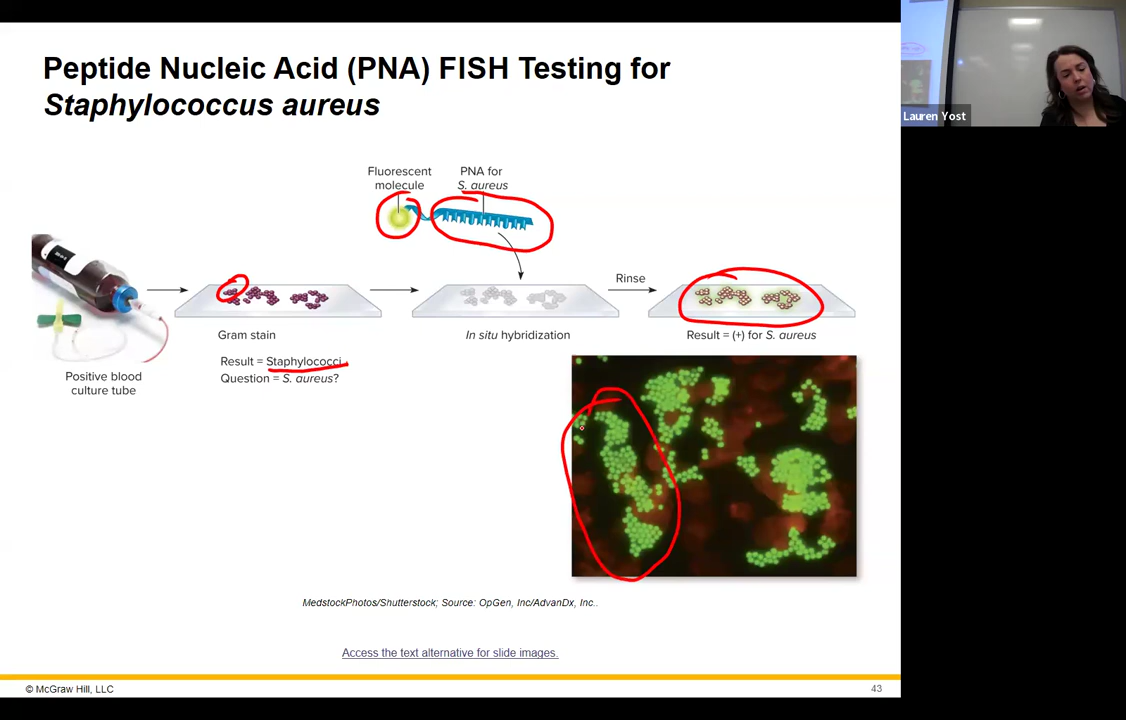 Peptide Nucleic Acid (PNA) FISH Testing for
Staphylococcus aureus
Lauren Yost
Fluorescent
molecule
PNA for
S. aureus
Rinse
Gram stain
In situ hybridization
Result = (+) for S. aureus
Result = Staphylococci
Question = S. aureus?
Positive blood
culture tube
MedstockPhotos/Shutterstock; Source: OpGen, Inc/AdvanDx, Inc..
Access the text alternative for slide images.
© McGraw Hill, LLC
43